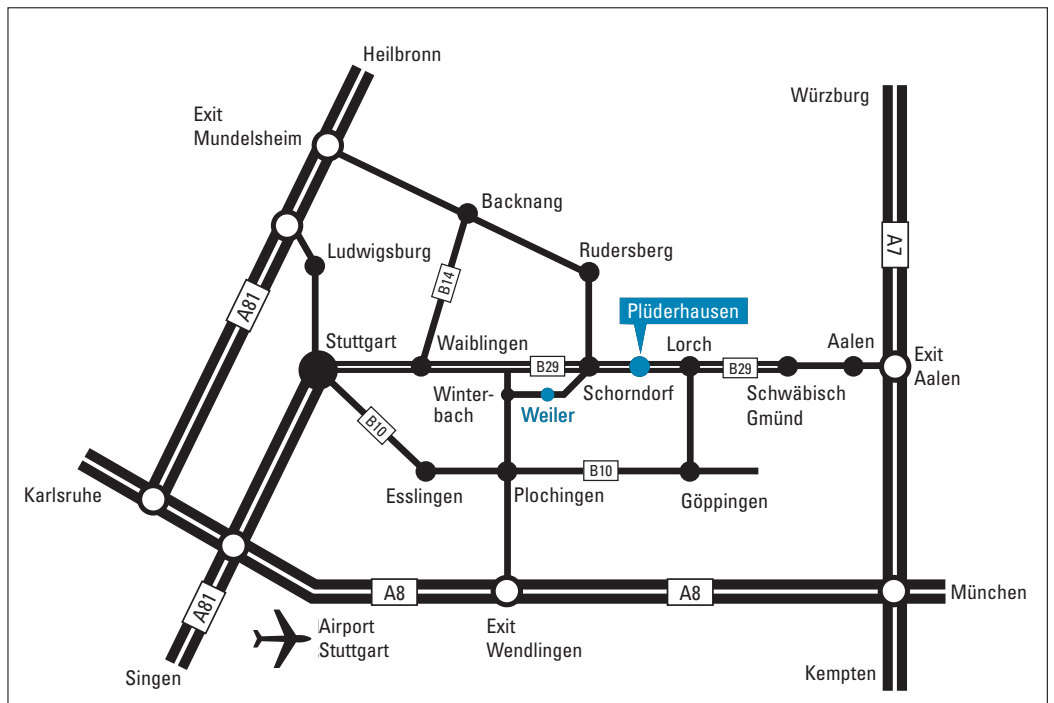 Heilbronn
Würzburg
Exit
Mundelsheim
Backnang
Ludwigsburg
Rudersberg
B14
A7
A81
Plüderhausen
Stuttgart
Waiblingen
Lorch
Aalen
B29
B29
Exit
Aalen
Winter-
bach
Weiler
Schorndorf
Schwäbisch
Gmünd
B10
B10
Esslingen
Plochingen
Göppingen
Karlsruhe
A81
A8
A8
München
Airport
Stuttgart
Exit
Wendlingen
Singen
Kempten